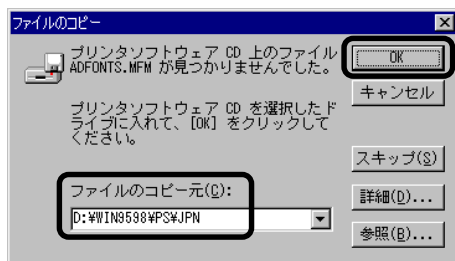 ファイルのコピー
プリンタソフトウェア CD 上のファイル
ADFONTS.MFM が見つかりませんでした。
プリンタソフトウェア CD を選択したド
ライブに入れて、[OK] をクリックして
ください。
ファイルのコピー元(C):
D:¥WIN9598¥PS¥JPN
OK
キャンセル
スキップ(S)
詳細(D)...
参照(B)...